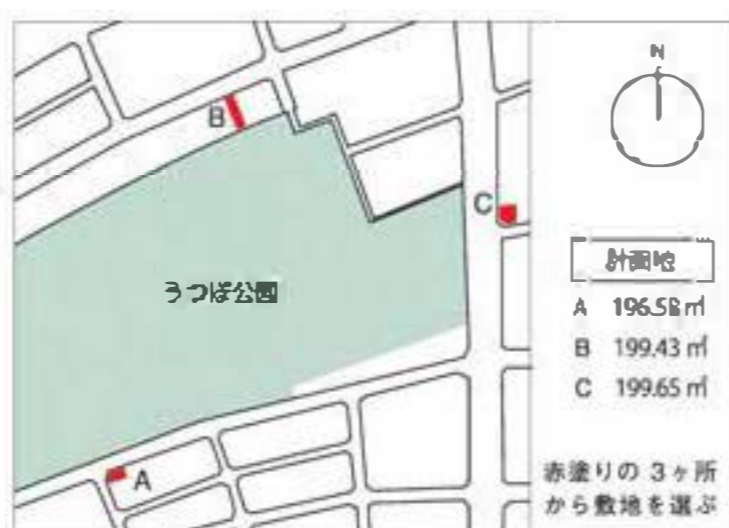 N
B
C
うつぼ公園
計画地
A 196.58㎡
B 199.43㎡
C 199.65㎡
A
赤塗りの3ヶ所
から敷地を選ぶ